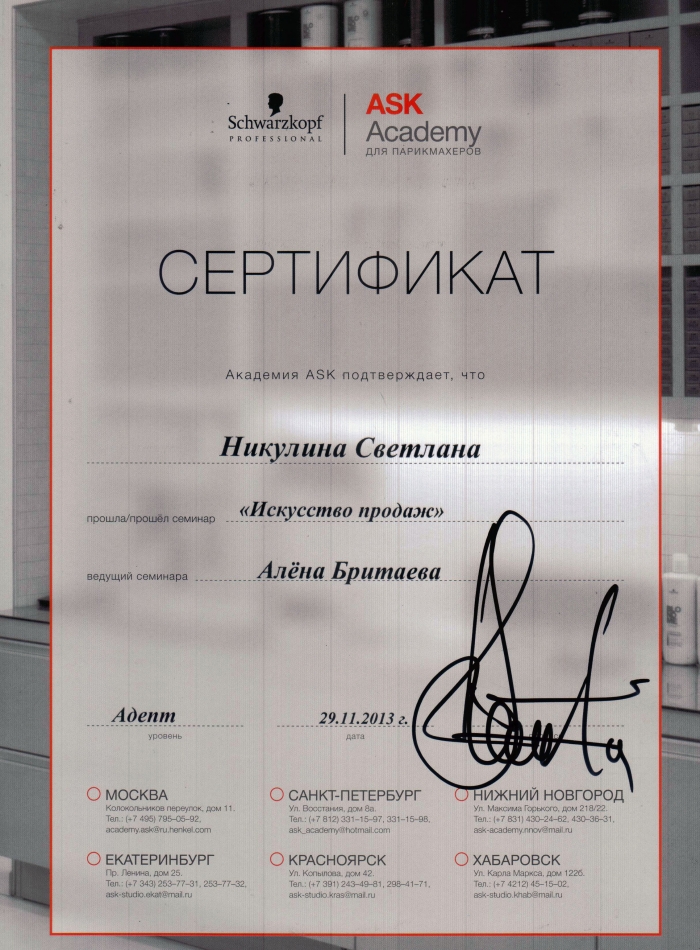 Schwarzkopf
PROFESSIONAL
ASK
Academy
ДЛЯ ПАРИКМАХЕРОВ
СЕРТИФИКАТ
Академия ASK подтверждает, что
Никулина Светлана
прошла/прошёл семинар «Искусство продаж»
ведущий семинара Алёна Бритаева
Адепт 29.11.2013 г.
уровень дата
МОСКВА
Колокольников переулок, дом 11.
Тел.: (+7 495) 795–05–92,
academy.ask@ru.henkel.com
САНКТ-ПЕТЕРБУРГ
Ул. Восстания, дом 8а.
Тел.: (+7 812) 331–15–97, 331–15–98,
ask_academy@hotmail.com
НИЖНИЙ НОВГОРОД
Ул. Максима Горького, дом 218/22.
Тел.: (+7 831) 430–24–62, 430–36–31,
ask-academy.nnov@mail.ru
ЕКАТЕРИНБУРГ
Пр. Ленина, дом 25.
Тел.: (+7 343) 253–77–31, 253–77–32,
ask-studio.ekat@mail.ru
КРАСНОЯРСК
Ул. Копылова, дом 42.
Тел.: (+7 391) 243–49–81, 298–41–71,
ask-studio.kras@mail.ru
ХАБАРОВСК
Ул. Карла Маркса, дом 122б.
Тел.: (+7 4212) 45–15–02,
ask-studio.khab@mail.ru